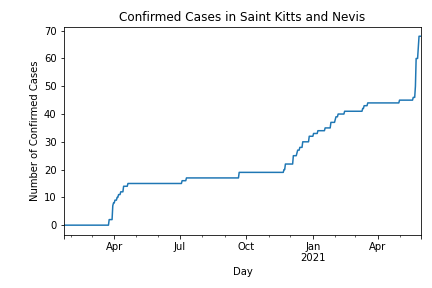 Confirmed Cases in Saint Kitts and Nevis
Number of Confirmed Cases
70
60
50
40
30
20
10
0
Apr Jul Oct Jan Apr
2021
Day